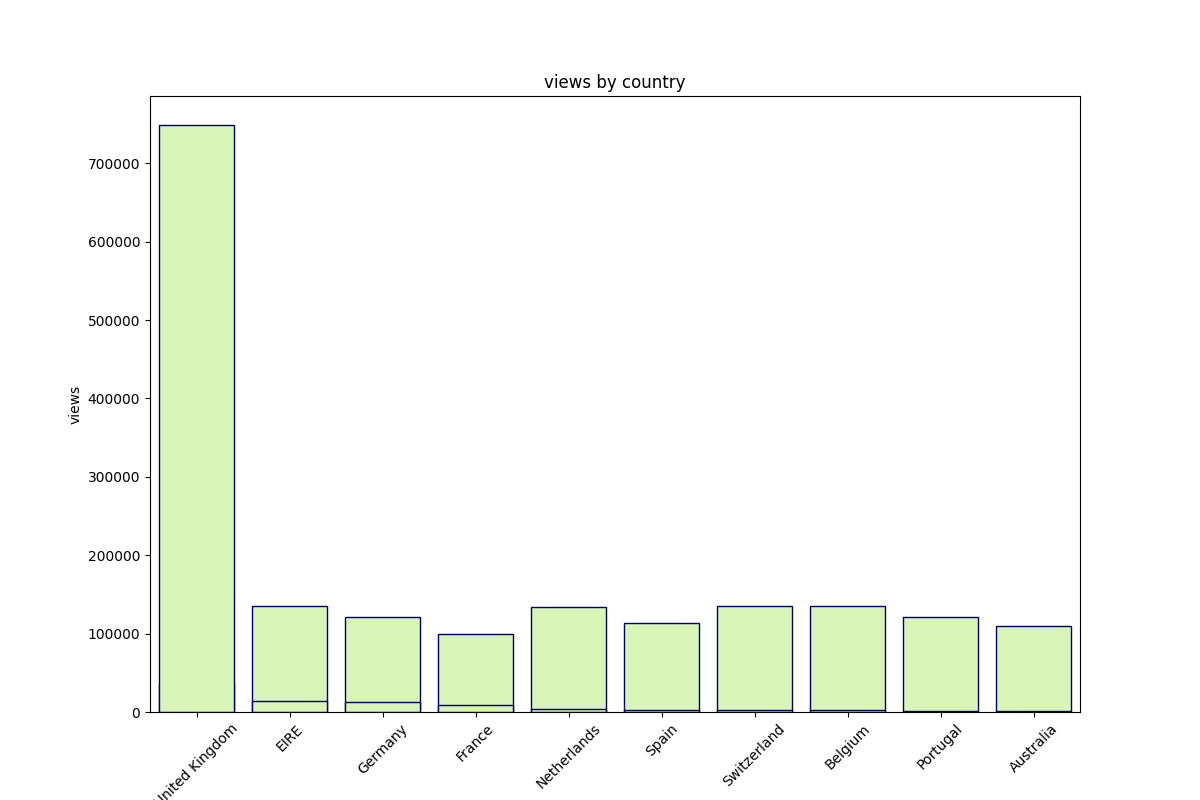 views by country
700000
600000
500000
400000
300000
200000
100000
0
views
United Kingdom
EIRE
Germany
France
Netherlands
Spain
Switzerland
Belgium
Portugal
Australia